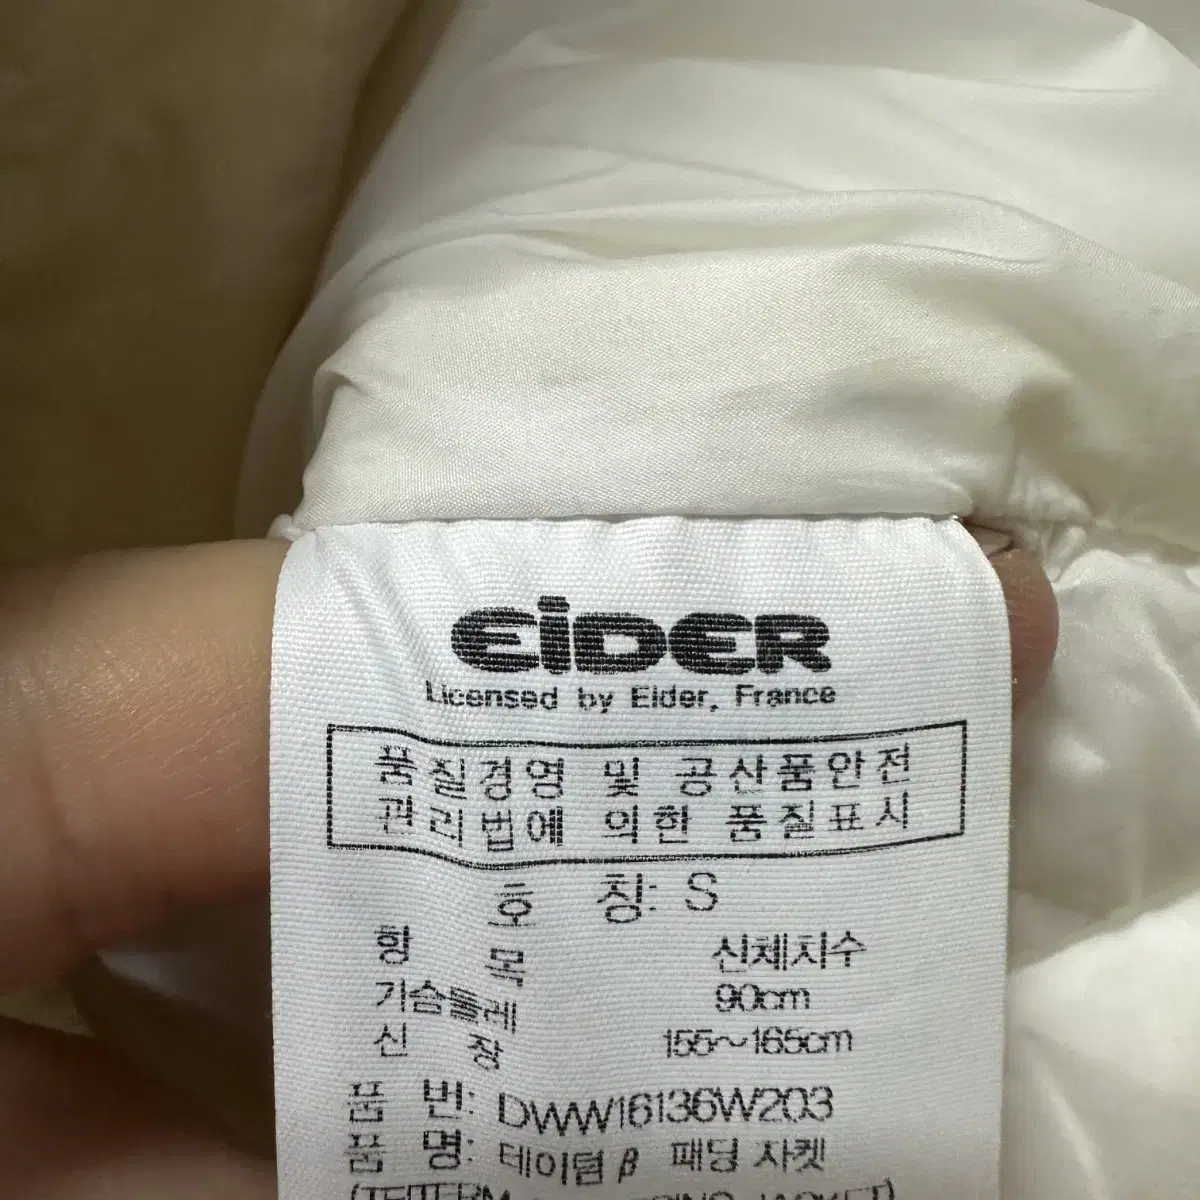 EiDER
Licensed by Eider, France
품질경영 및 공산품안전
관리법에 의한 품질표시
호 칭: S
항 목 신체치수
가슴둘레 90cm
신 장 155~165cm
품 번: DWW16136W203
품 명: 테이텀 β 패딩 자켓
JACKET)